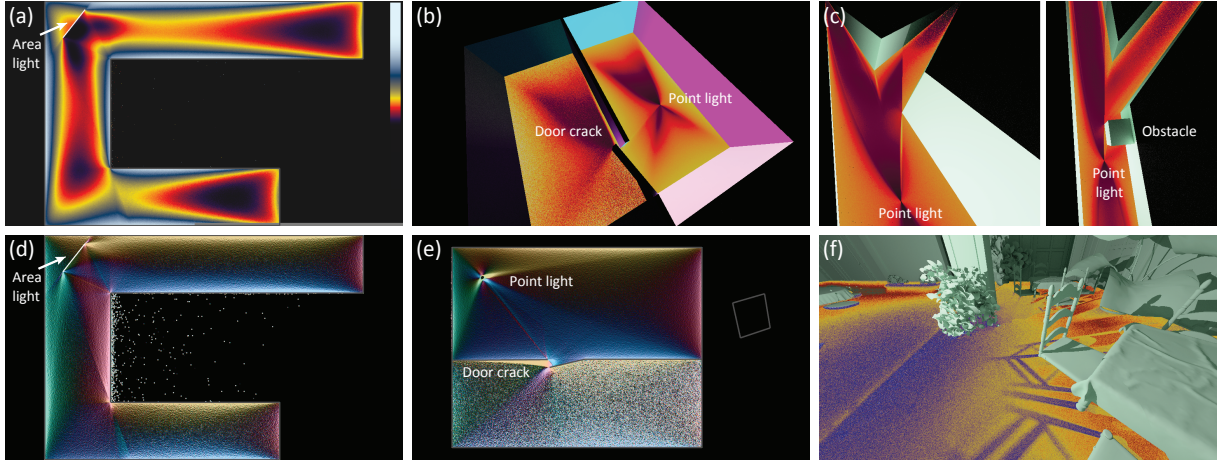 (a)
Area
light
(b)
Point light
Door crack
(c)
Point light
Obstacle
Point
light
(d)
Area
light
(e)
Point light
Door crack
(f)